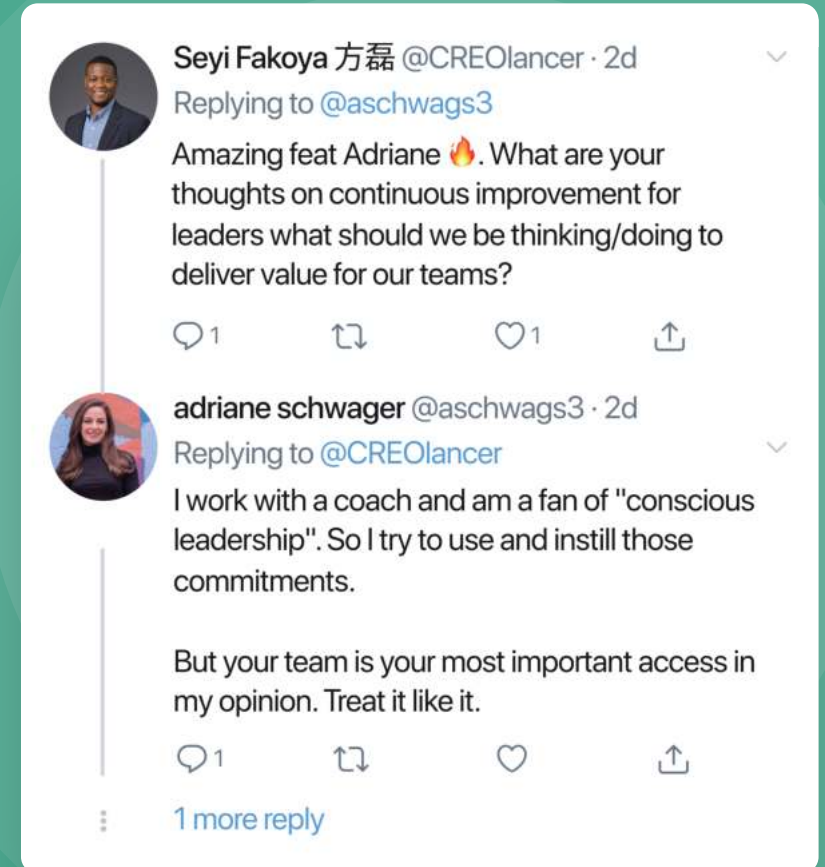 Seyi Fakoya 方磊 @CREOlancer · 2d
Replying to @aschwags3
Amazing feat Adriane 🔥. What are your
thoughts on continuous improvement for
leaders what should we be thinking/doing to
deliver value for our teams?
1 1
adriane schwager @aschwags3 · 2d
Replying to @CREOlancer
I work with a coach and am a fan of "conscious
leadership". So I try to use and instill those
commitments.
But your team is your most important access in
my opinion. Treat it like it.
1
1 more reply